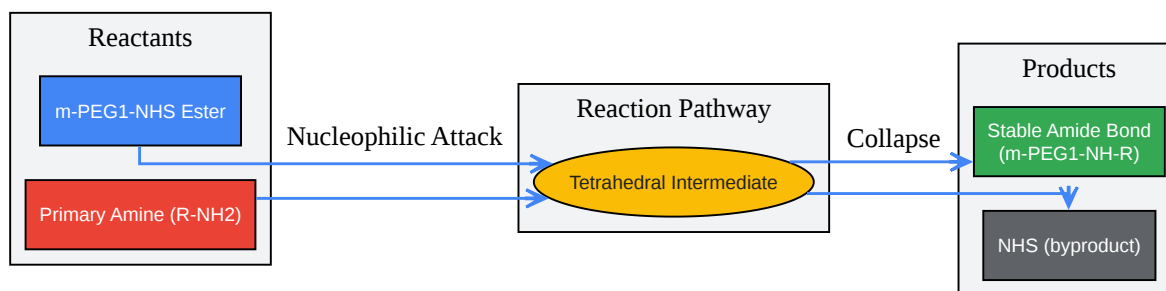 Reactants
m-PEG1-NHS Ester
Primary Amine (R-NH2)
Nucleophilic Attack
Reaction Pathway
Tetrahedral Intermediate
Collapse
Products
Stable Amide Bond
(m-PEG1-NH-R)
NHS (byproduct)